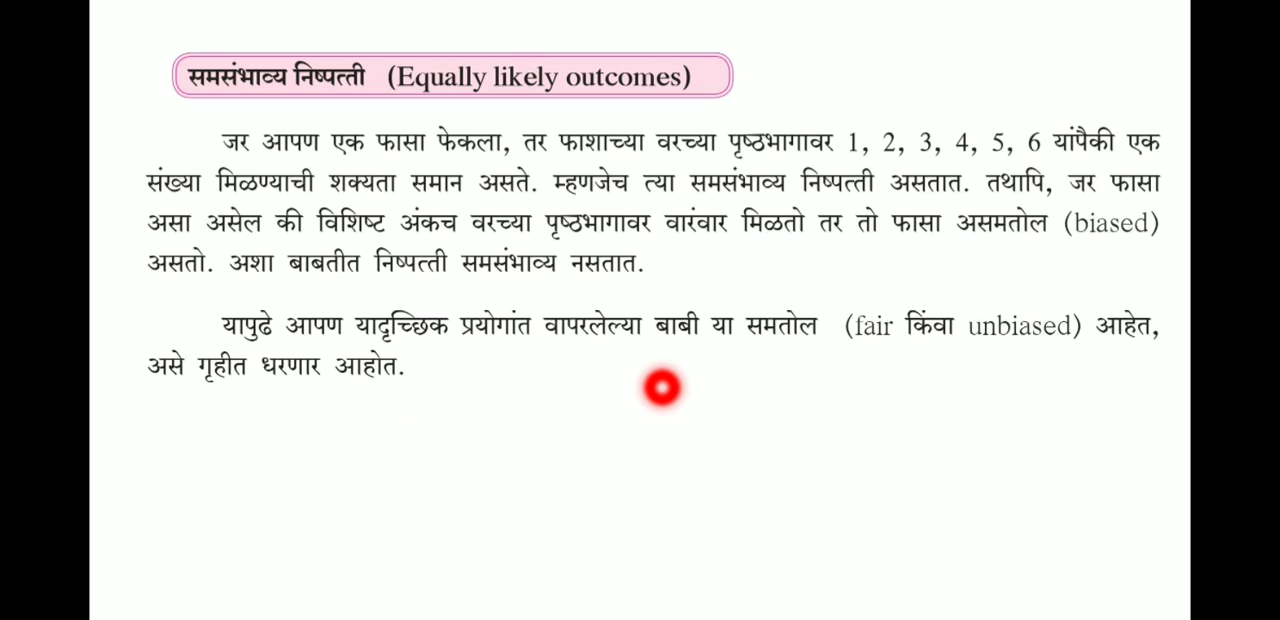 समसंभाव्य निष्पत्ती (Equally likely outcomes)
जर आपण एक फासा फेकला, तर फाशाच्या वरच्या पृष्ठभागावर 1, 2, 3, 4, 5, 6 यांपैकी एक
संख्या मिळण्याची शक्यता समान असते. म्हणजेच त्या समसंभाव्य निष्पत्ती असतात. तथापि, जर फासा
असा असेल की विशिष्ट अंकच वरच्या पृष्ठभागावर वारंवार मिळतो तर तो फासा असमतोल (biased)
असतो. अशा बाबतीत निष्पत्ती समसंभाव्य नसतात.
यापुढे आपण यादृच्छिक प्रयोगांत वापरलेल्या बाबी या समतोल (fair किंवा unbiased) आहेत,
असे गृहीत धरणार आहोत.